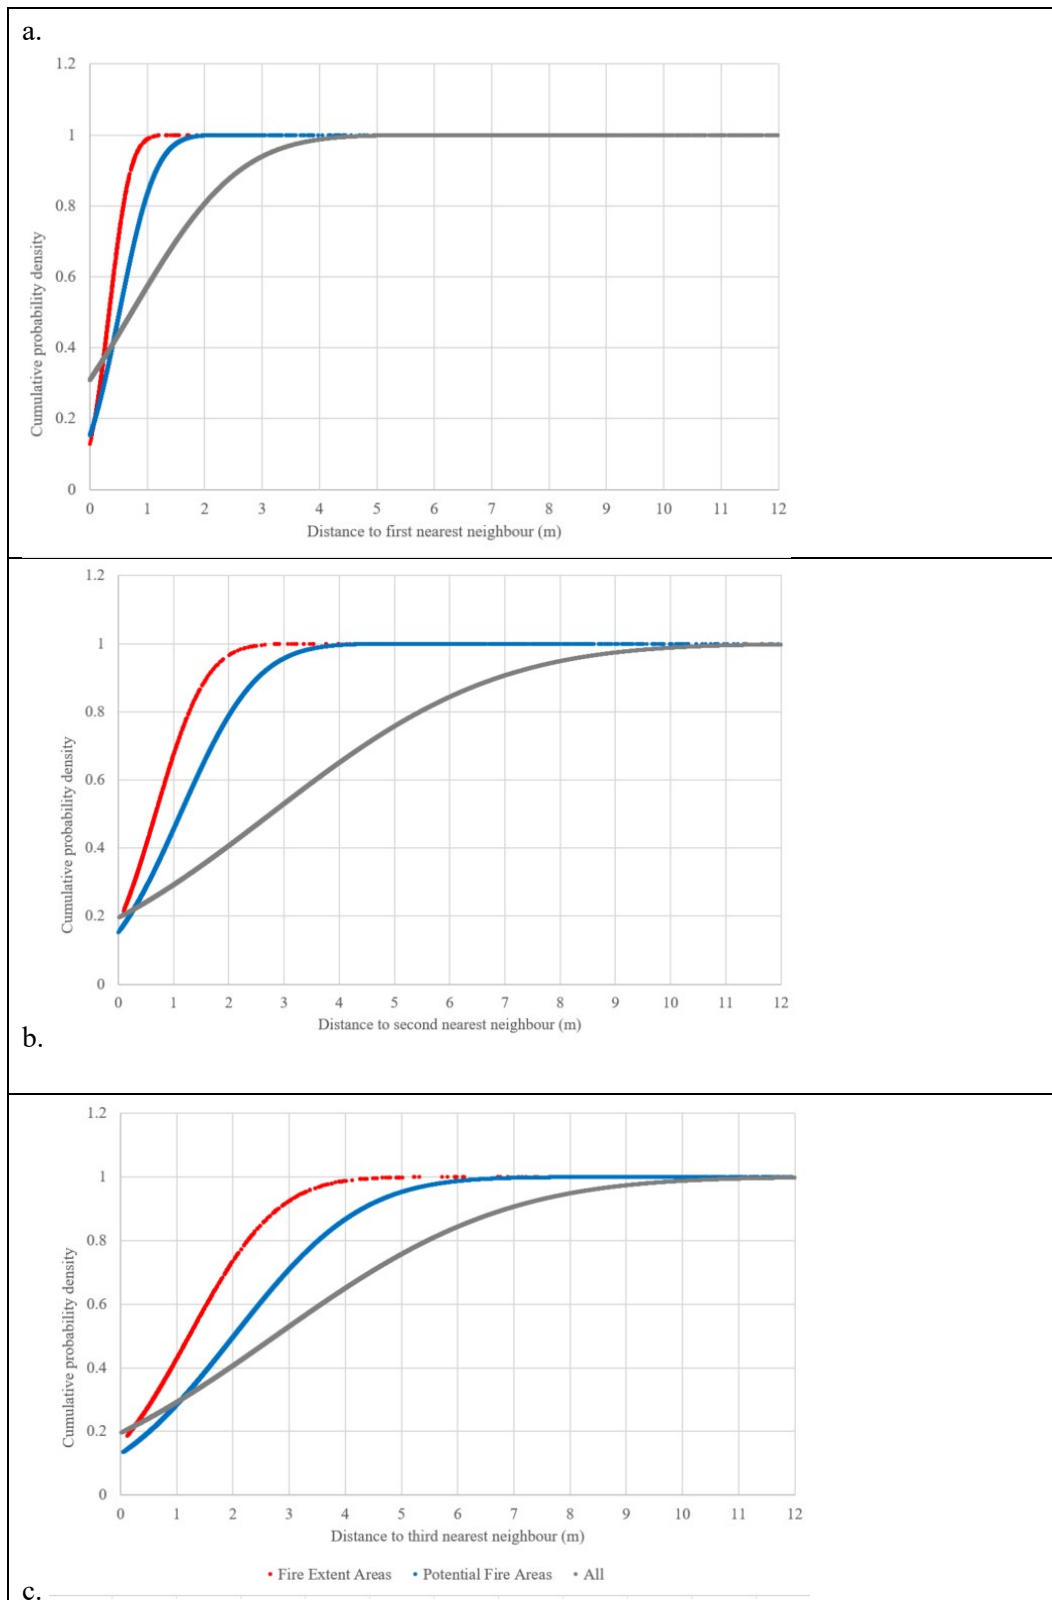 a.
1.2
1
0.8
0.6
0.4
0.2
0
Cumulative probability density
0 1 2 3 4 5 6 7 8 9 10 11 12
Distance to first nearest neighbour (m)
1.2
1
0.8
0.6
0.4
0.2
0
Cumulative probability density
0 1 2 3 4 5 6 7 8 9 10 11 12
Distance to second nearest neighbour (m)
b.
1.2
1
0.8
0.6
0.4
0.2
0
Cumulative probability density
0 1 2 3 4 5 6 7 8 9 10 11 12
Distance to third nearest neighbour (m)
Fire Extent Areas Potential Fire Areas All
c.